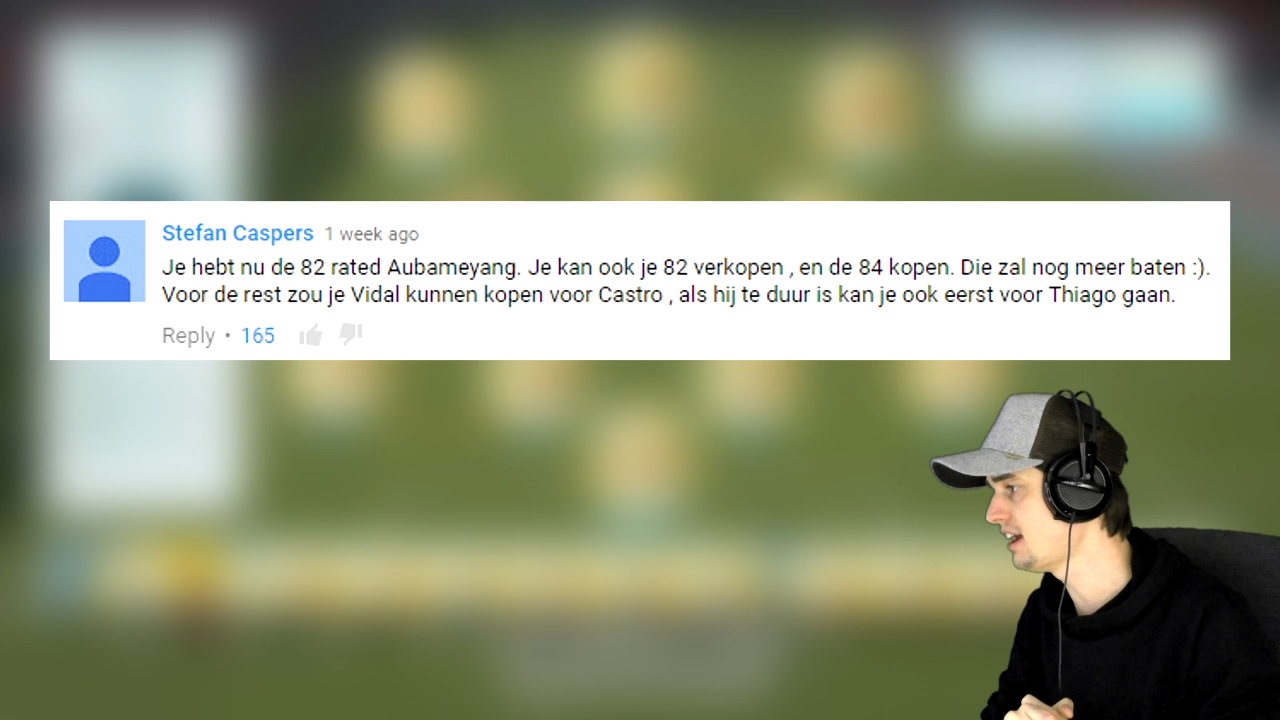 Stefan Caspers 1 week ago
Je hebt nu de 82 rated Aubameyang. Je kan ook je 82 verkopen , en de 84 kopen. Die zal nog meer baten :).
Voor de rest zou je Vidal kunnen kopen voor Castro , als hij te duur is kan je ook eerst voor Thiago gaan.
Reply • 165